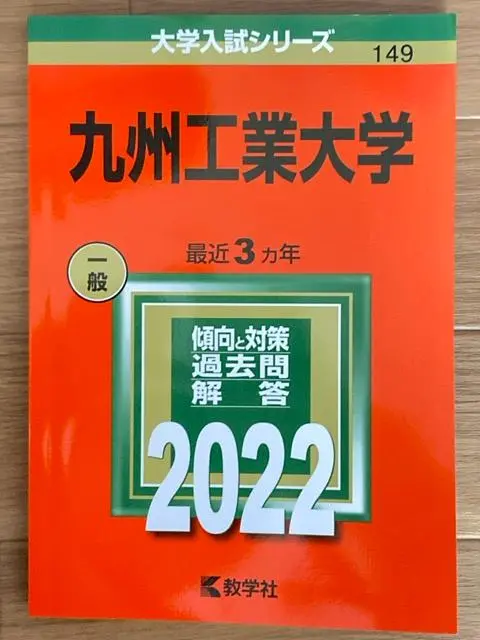 大学入試シリーズ
149
九州工業大学
最近3ヵ年
一般
傾向と対策
過去問
解答
2022
教学社